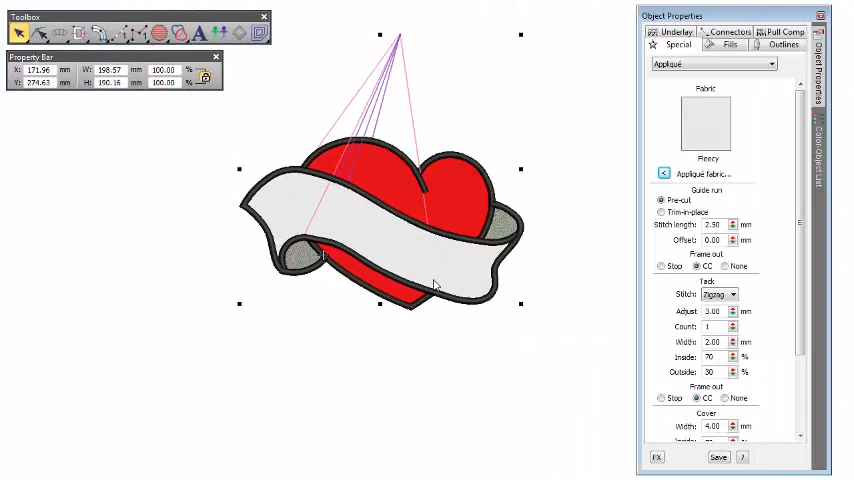 Toolbox
Property Bar
X: 171.96 mm W: 198.57 mm 100.00 %
Y: 274.63 mm H: 190.16 mm 100.00 %
Object Properties
Underlay Connectors Pull Comp
Special Fills Outlines
Appliqué
Fabric
Fleecy
< Appliqué fabric...
Guide run
Pre-cut
Trim-in-place
Stitch length: 2.50 mm
Offset: 0.00 mm
Frame out
Stop CC None
Tack
Stitch: Zigzag
Adjust 3.00 mm
Count: 1
Width: 2.00 mm
Inside: 70 %
Outside: 30 %
Frame out
Stop CC None
Cover
Width: 4.00 mm
FX Save ?
Object Properties
Color-Object List